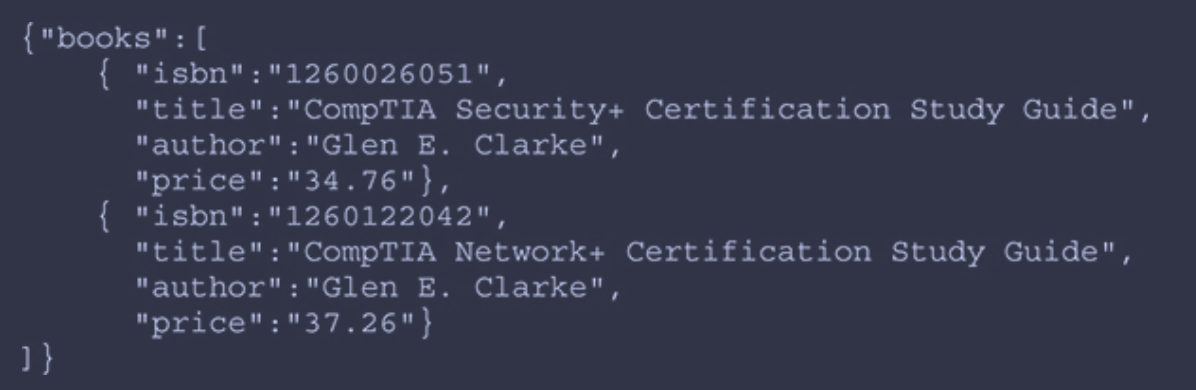 {"books":[
{ "isbn":"1260026051",
"title":"CompTIA Security+ Certification Study Guide",
"author":"Glen E. Clarke",
"price":"34.76"},
{ "isbn":"1260122042",
"title":"CompTIA Network+ Certification Study Guide",
"author":"Glen E. Clarke",
"price":"37.26"}
]}